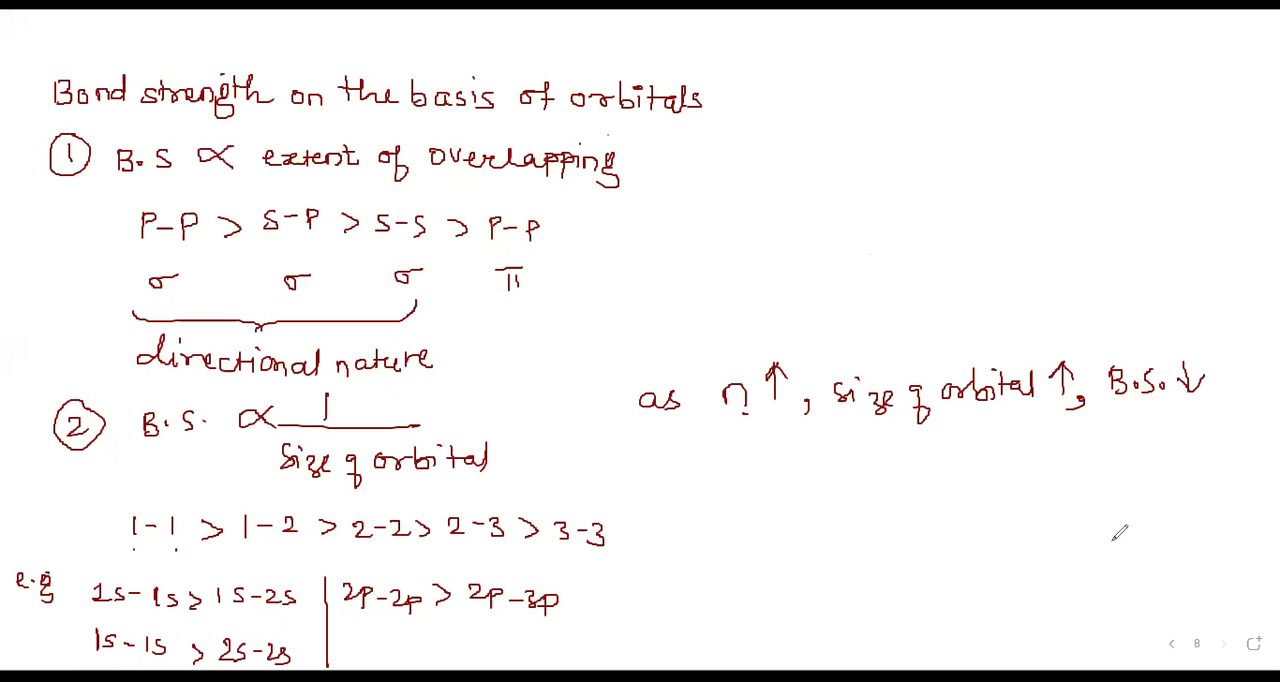 Bond strength on the basis of orbitals
① B.S ∝ extent of overlapping
P-P > S-P > S-S > P-P
σ σ σ π
directional nature
② B.S. ∝ 1
size of orbital
as n ↑, size of orbital ↑, B.S. ↓
1-1 > 1-2 > 2-2 > 2-3 > 3-3
e.g 1s-1s > 1s-2s | 2p-2p > 2p-3p
1s-1s > 2s-2s
8